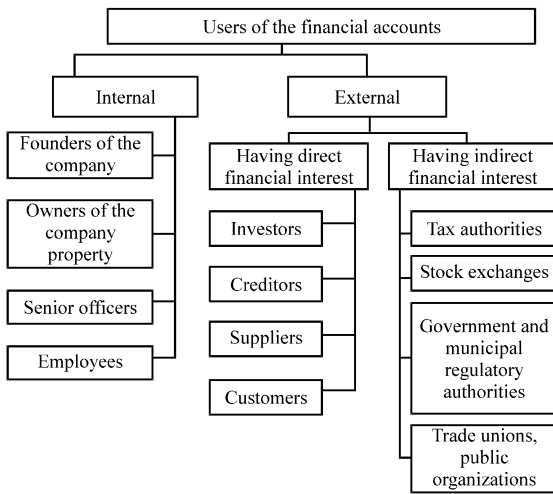 Users of the financial accounts
Internal
External
Founders of the
company
Owners of the
company
property
Senior officers
Employees
Having direct
financial interest
Investors
Creditors
Suppliers
Customers
Having indirect
financial interest
Tax authorities
Stock exchanges
Government and
municipal
regulatory
authorities
Trade unions,
public
organizations